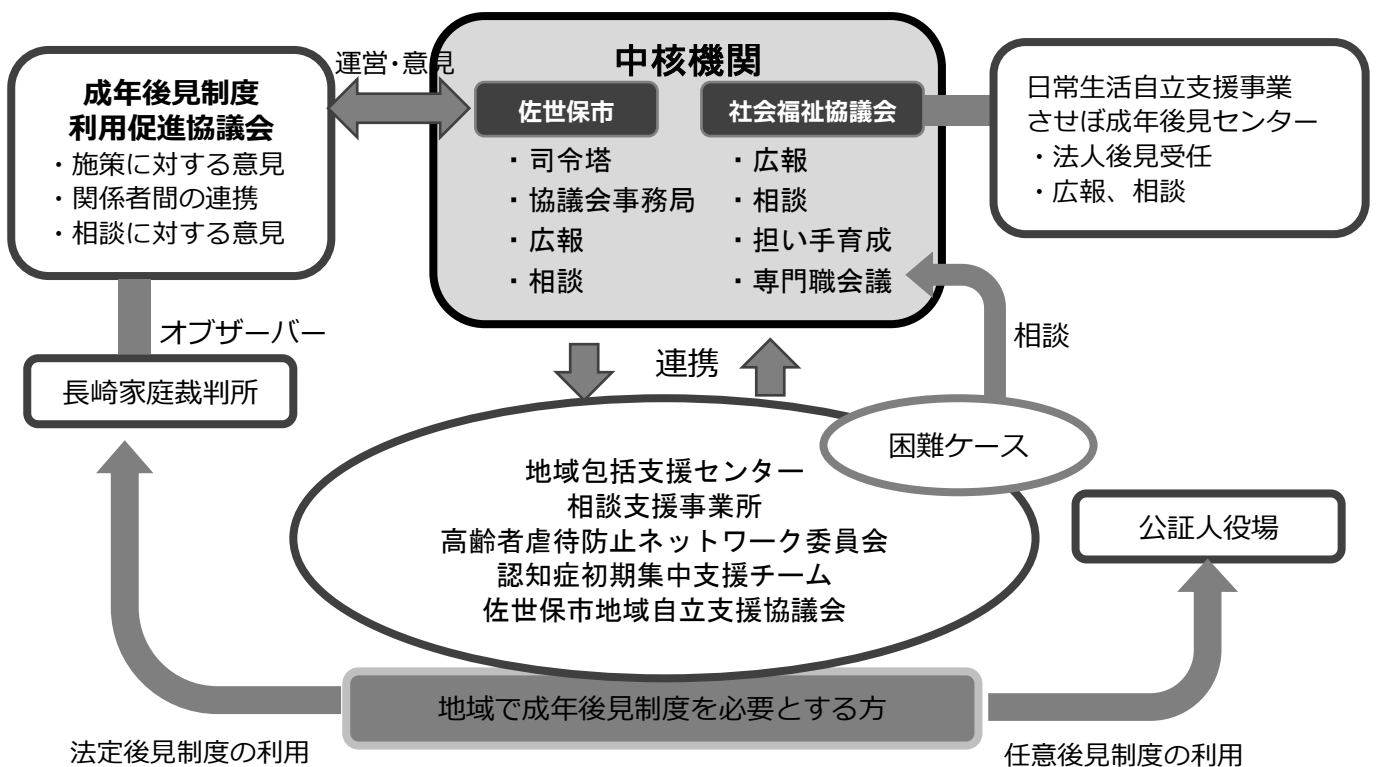 中核機関
運営・意見
成年後見制度
利用促進協議会
・施策に対する意見
・関係者間の連携
・相談に対する意見
佐世保市
・司令塔
・協議会事務局
・広報
・相談
社会福祉協議会
・広報
・相談
・担い手育成
・専門職会議
日常生活自立支援事業
させぼ成年後見センター
・法人後見受任
・広報、相談
オブザーバー
長崎家庭裁判所
連携
相談
困難ケース
地域包括支援センター
相談支援事業所
高齢者虐待防止ネットワーク委員会
認知症初期集中支援チーム
佐世保市地域自立支援協議会
公証人役場
地域で成年後見制度を必要とする方
法定後見制度の利用
任意後見制度の利用